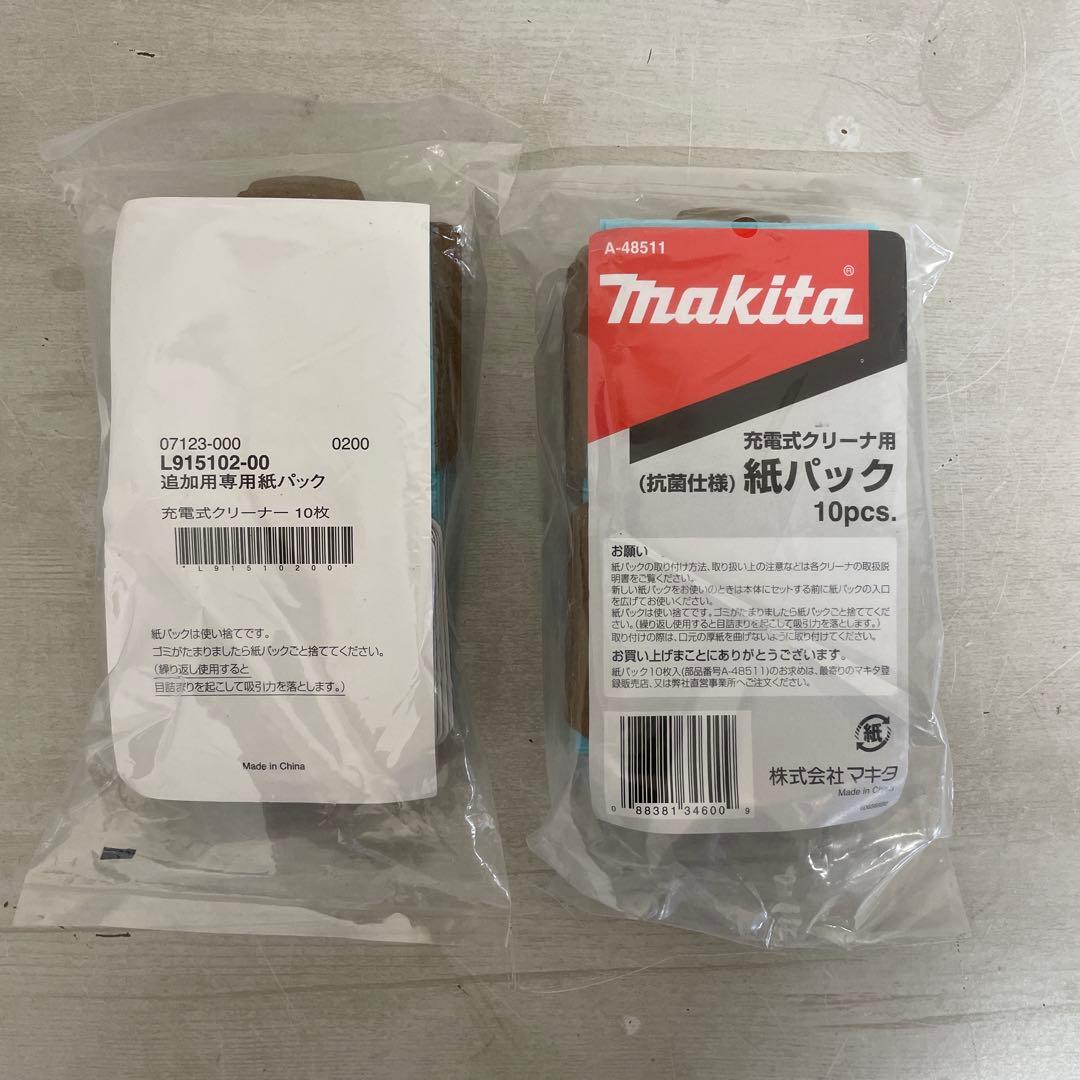 07123-000 0200
L915102-00
追加用専用紙パック
充電式クリーナー 10枚
*L91510200*
紙パックは使い捨てです。
ゴミがたまりましたら紙パックごと捨ててください。
(繰り返し使用すると
目詰まりを起こして吸引力を落とします。)
Made in China
A-48511
makita®
充電式クリーナ用
(抗菌仕様) 紙パック
10pcs.
お願い
紙パックの取り付け方法、取り扱い上の注意などは各クリーナの取扱説
明書をご覧ください。
新しい紙パックをお使いのときは本体にセットする前に紙パックの入口
を広げてお使いください。
紙パックは使い捨てです。ゴミがたまりましたら紙パックごと捨ててくだ
さい。(繰り返し使用すると目詰まりを起こして吸引力を落とします。)
取り付けの際は、口元の厚紙を曲げないように取り付けてください。
お買い上げまことにありがとうございます。
紙パック10枚入(部品番号A-48511)のお求めは、最寄りのマキタ登
録販売店、又は弊社直営事業所へご注文ください。
紙
株式会社マキタ
Made in China
0 88381 34600 9